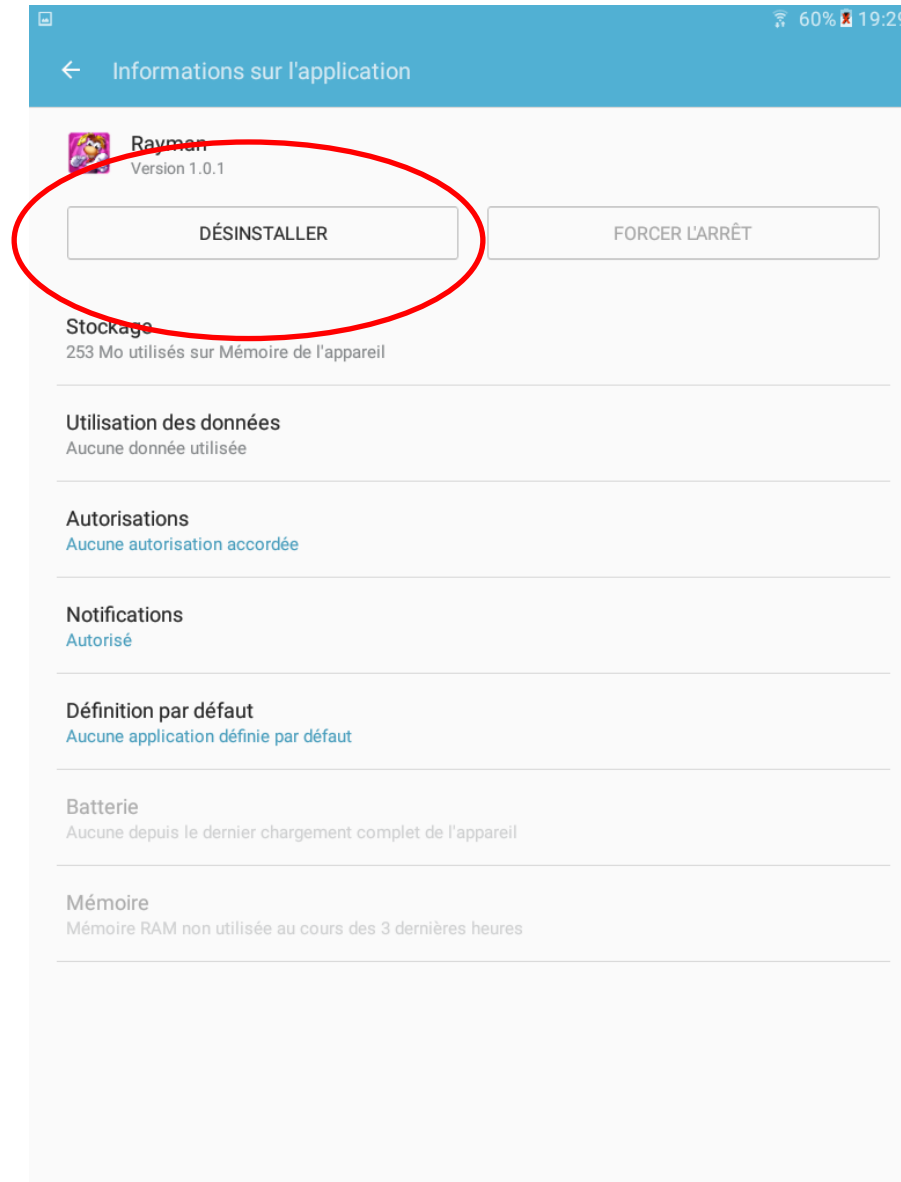 60% 19:29
Informations sur l'application
Rayman
Version 1.0.1
DÉSINSTALLER
FORCER L'ARRÊT
Stockage
253 Mo utilisés sur Mémoire de l'appareil
Utilisation des données
Aucune donnée utilisée
Autorisations
Aucune autorisation accordée
Notifications
Autorisé
Définition par défaut
Aucune application définie par défaut
Batterie
Aucune depuis le dernier chargement complet de l'appareil
Mémoire
Mémoire RAM non utilisée au cours des 3 dernières heures